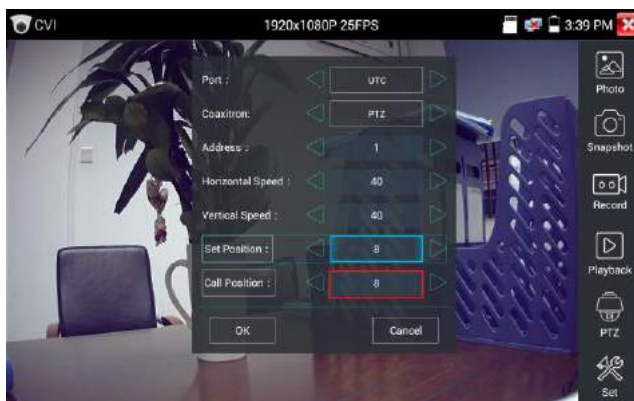 CVI 1920x1080P 25FPS 3:39 PM
Port : UTC
Coaxitron: PTZ
Address : 1
Horizontal Speed : 40
Vertical Speed : 40
Set Position : 8
Call Position : 8
OK Cancel
Photo
Snapshot
Record
Playback
PTZ
Set